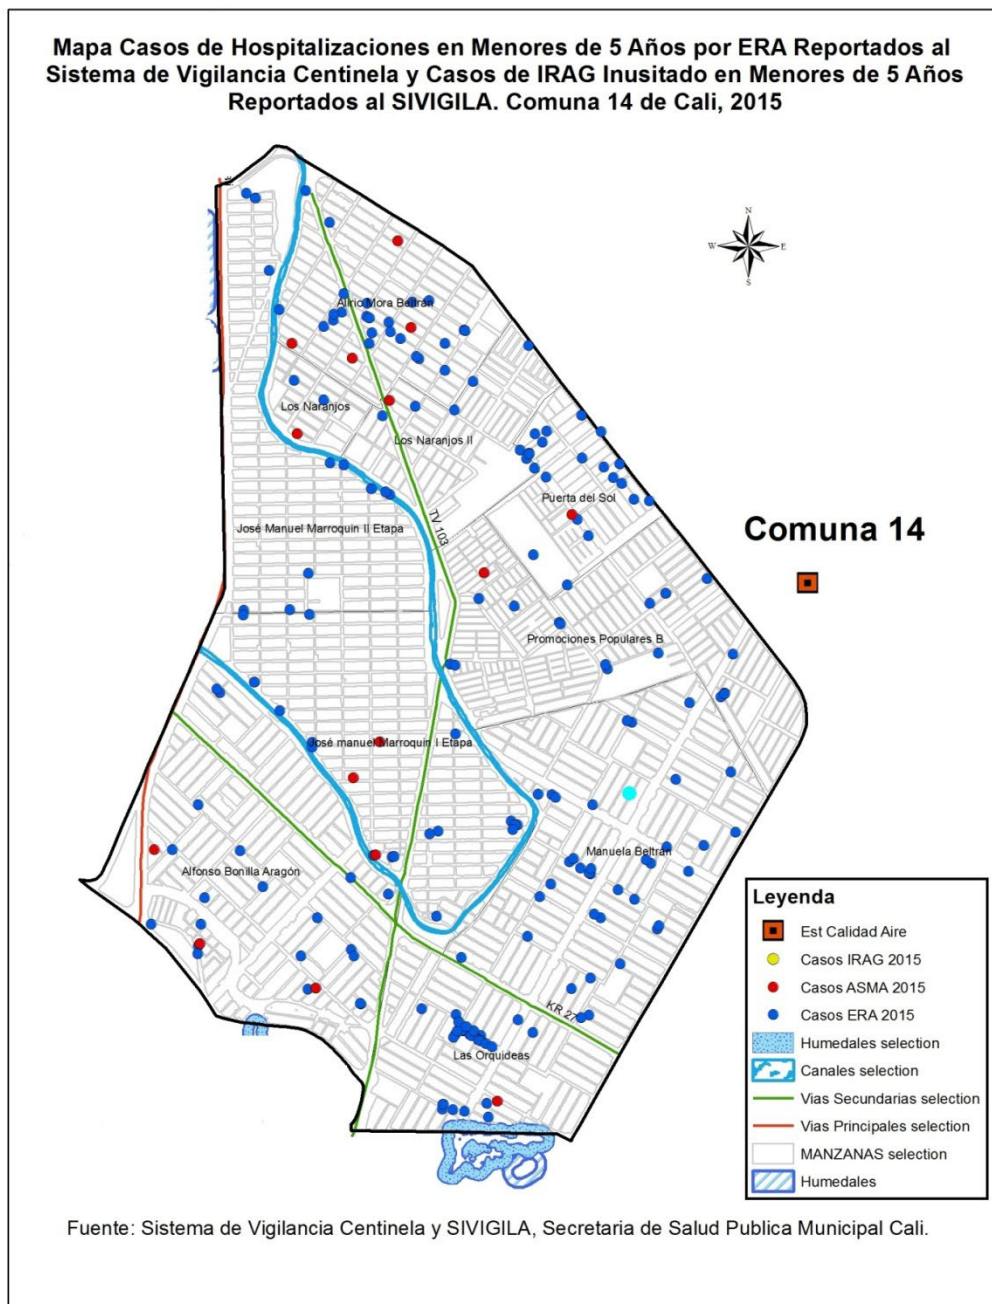 Mapa Casos de Hospitalizaciones en Menores de 5 Años por ERA Reportados al
Sistema de Vigilancia Centinela y Casos de IRAG Inusitado en Menores de 5 Años
Reportados al SIVIGILA. Comuna 14 de Cali, 2015
N
W
E
S
Alirio Mora Beltrán
Los Naranjos
Los Naranjos II
Puerta del Sol
TV 103
José Manuel Marroquin II Etapa
Comuna 14
Promociones Populares B
José manuel Marroquin I Etapa
Manuela Beltrán
Alfonso Bonilla Aragón
KR 27
Las Orquideas
Leyenda
Est Calidad Aire
Casos IRAG 2015
Casos ASMA 2015
Casos ERA 2015
Humedales selection
Canales selection
Vias Secundarias selection
Vias Principales selection
MANZANAS selection
Humedales
Fuente: Sistema de Vigilancia Centinela y SIVIGILA, Secretaria de Salud Publica Municipal Cali.